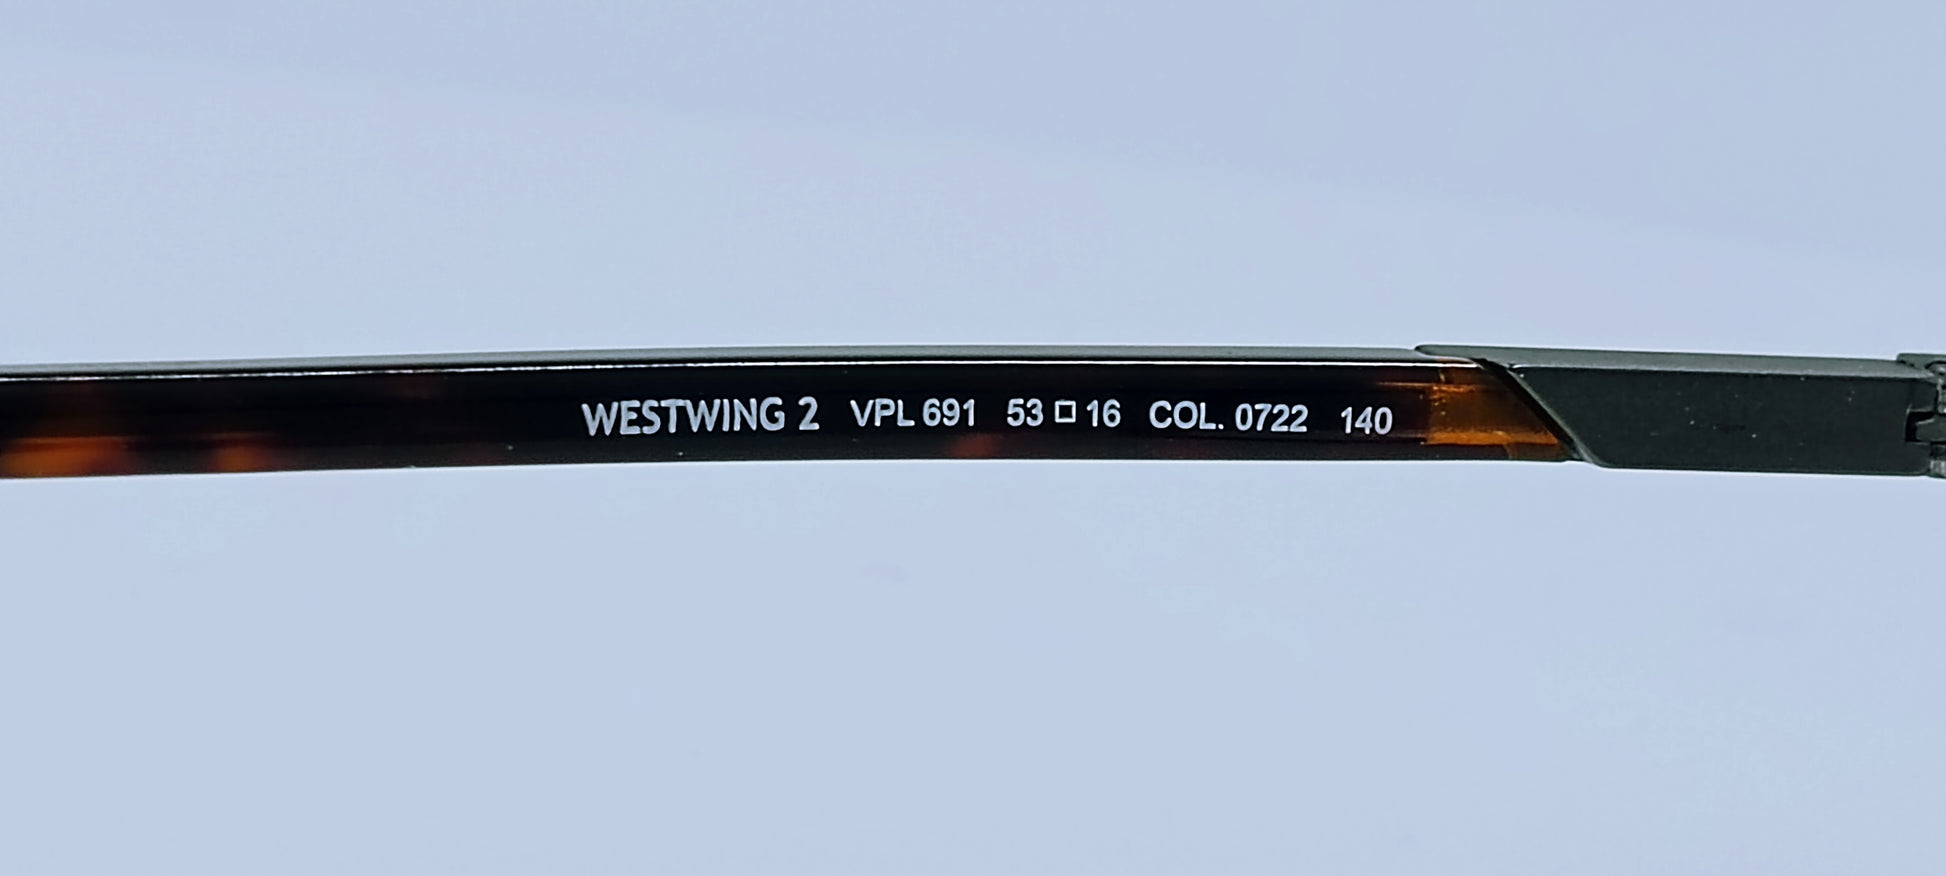 WESTWING 2 VPL 691 53 □ 16 COL. 0722 140